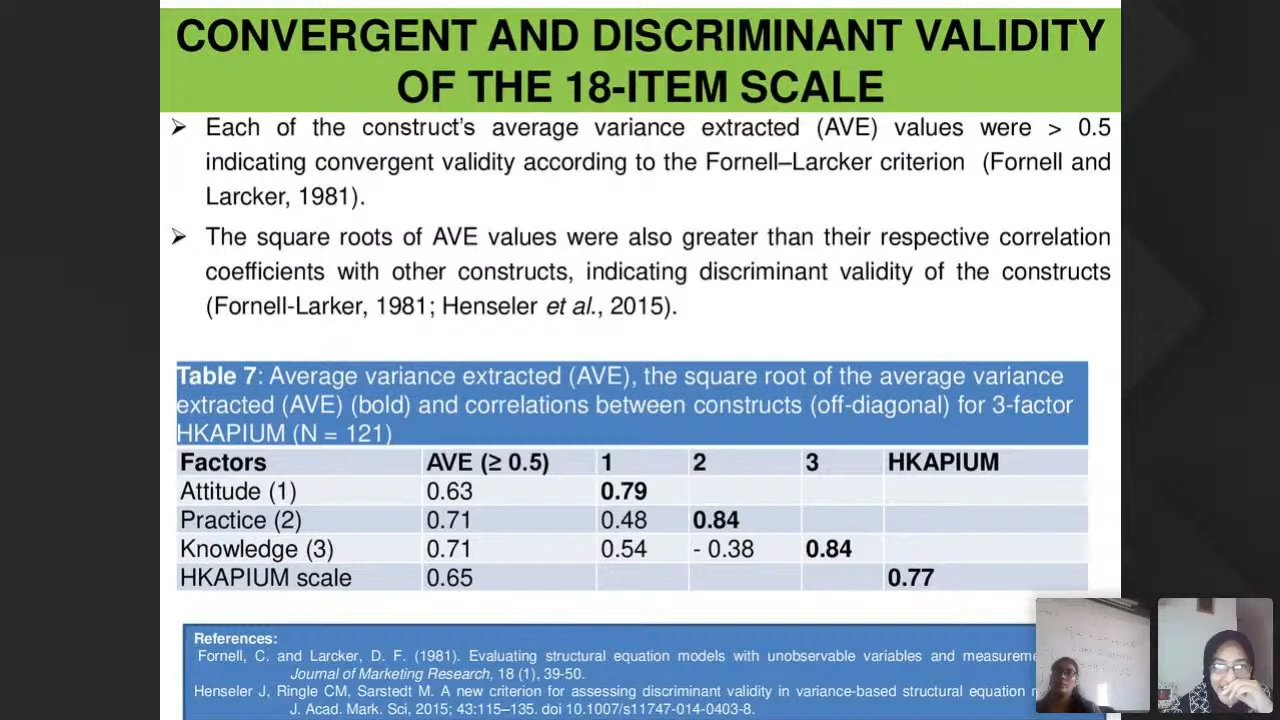 CONVERGENT AND DISCRIMINANT VALIDITY
OF THE 18-ITEM SCALE
➢ Each of the construct's average variance extracted (AVE) values were > 0.5
indicating convergent validity according to the Fornell–Larcker criterion (Fornell and
Larcker, 1981).
➢ The square roots of AVE values were also greater than their respective correlation
coefficients with other constructs, indicating discriminant validity of the constructs
(Fornell-Larker, 1981; Henseler et al., 2015).
Table 7: Average variance extracted (AVE), the square root of the average variance
extracted (AVE) (bold) and correlations between constructs (off-diagonal) for 3-factor
HKAPIUM (N = 121)
Factors AVE (≥ 0.5) 1 2 3 HKAPIUM
Attitude (1) 0.63 0.79
Practice (2) 0.71 0.48 0.84
Knowledge (3) 0.71 0.54 - 0.38 0.84
HKAPIUM scale 0.65 0.77
References:
Fornell, C. and Larcker, D. F. (1981). Evaluating structural equation models with unobservable variables and measureme
Journal of Marketing Research, 18 (1), 39-50.
Henseler J, Ringle CM, Sarstedt M. A new criterion for assessing discriminant validity in variance-based structural equation
J. Acad. Mark. Sci, 2015; 43:115–135. doi 10.1007/s11747-014-0403-8.